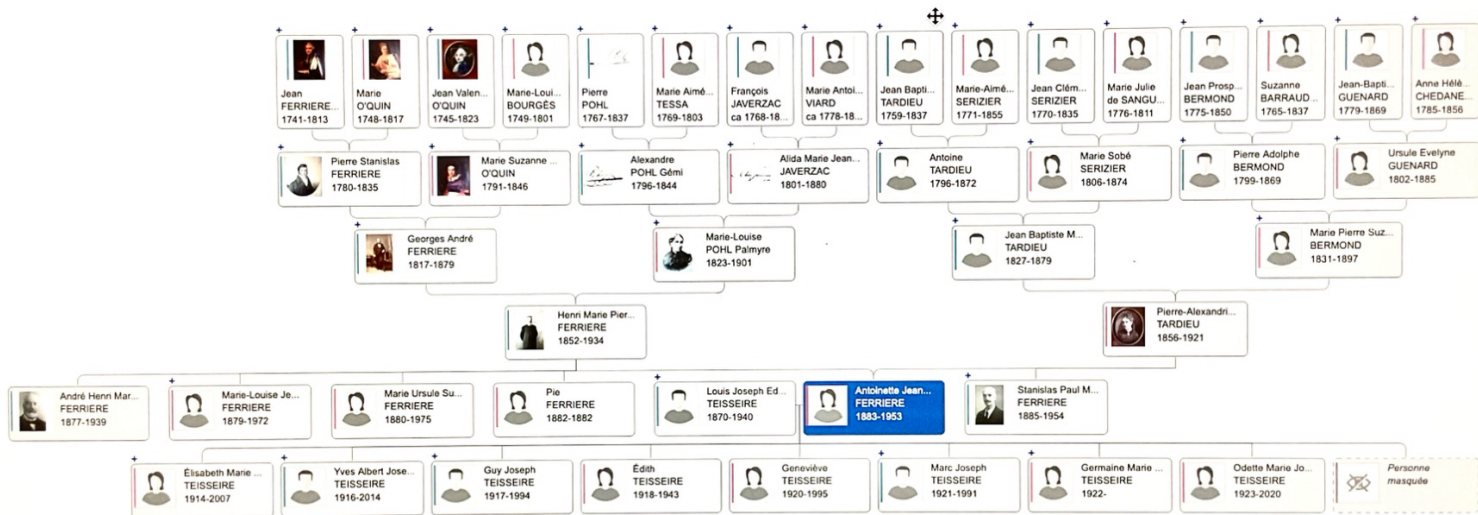 Jean
FERRIERE...
1741-1813
Marie
O'QUIN
1748-1817
Jean Valen...
O'QUIN
1745-1823
Marie-Loui...
BOURGÈS
1749-1801
Pierre
POHL
1767-1837
Marie Aimé...
TESSA
1769-1803
François
JAVERZAC
ca 1768-18...
Marie Antoi...
VIARD
ca 1778-18...
Jean Bapti...
TARDIEU
1759-1837
Marie-Aimé...
SERIZIER
1771-1855
Jean Clém...
SERIZIER
1770-1835
Marie Julie
de SANGU...
1776-1811
Jean Prosp...
BERMOND
1775-1850
Suzanne
BARRAUD...
1765-1837
Jean-Bapti...
GUENARD
1779-1869
Anne Hélè...
CHEDANE...
1785-1856
Pierre Stanislas
FERRIERE
1780-1835
Marie Suzanne ...
O'QUIN
1791-1846
Alexandre
POHL Gémi
1796-1844
Alida Marie Jean...
JAVERZAC
1801-1880
Antoine
TARDIEU
1796-1872
Marie Sobé
SERIZIER
1806-1874
Pierre Adolphe
BERMOND
1799-1869
Ursule Evelyne
GUENARD
1802-1885
Georges André
FERRIERE
1817-1879
Marie-Louise
POHL Palmyre
1823-1901
Jean Baptiste M...
TARDIEU
1827-1879
Marie Pierre Suz...
BERMOND
1831-1897
Henri Marie Pier...
FERRIERE
1852-1934
Pierre-Alexandri...
TARDIEU
1856-1921
André Henri Mar...
FERRIERE
1877-1939
Marie-Louise Je...
FERRIERE
1879-1972
Marie Ursule Su...
FERRIERE
1880-1975
Pie
FERRIERE
1882-1882
Louis Joseph Ed...
TEISSEIRE
1870-1940
Antoinette Jean...
FERRIERE
1883-1953
Stanislas Paul M...
FERRIERE
1885-1954
Élisabeth Marie ...
TEISSEIRE
1914-2007
Yves Albert Jose...
TEISSEIRE
1916-2014
Guy Joseph
TEISSEIRE
1917-1994
Édith
TEISSEIRE
1918-1943
Geneviève
TEISSEIRE
1920-1995
Marc Joseph
TEISSEIRE
1921-1991
Germaine Marie ...
TEISSEIRE
1922-
Odette Marie Jo...
TEISSEIRE
1923-2020
Personne
masquée